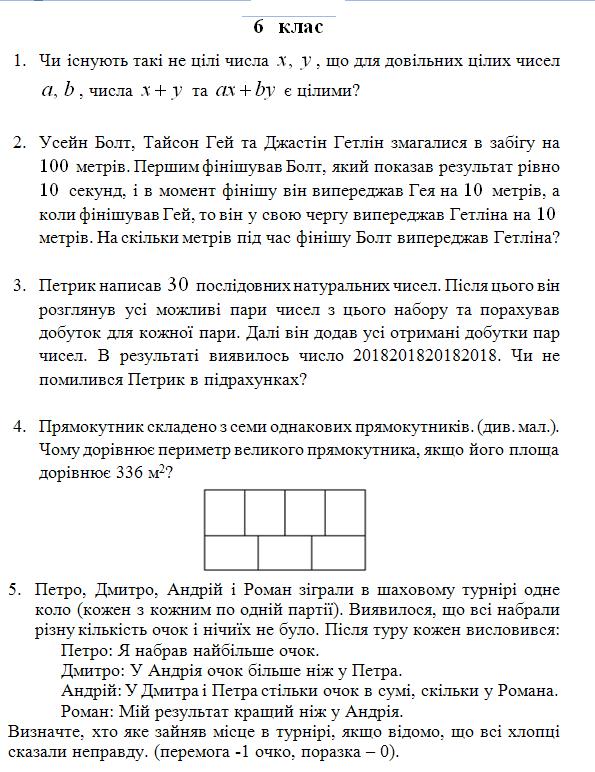 6 клас
1. Чи існують такі не цілі числа x, y, що для довільних цілих чисел
a, b, числа x + y та ax + by є цілими?
2. Усейн Болт, Тайсон Гей та Джастін Гетлін змагалися в забігу на
100 метрів. Першим фінішував Болт, який показав результат рівно
10 секунд, і в момент фінішу він випереджав Гея на 10 метрів, а
коли фінішував Гей, то він у свою чергу випереджав Гетліна на 10
метрів. На скільки метрів під час фінішу Болт випереджав Гетліна?
3. Петрик написав 30 послідовних натуральних чисел. Після цього він
розглянув усі можливі пари чисел з цього набору та порахував
добуток для кожної пари. Далі він додав усі отримані добутки пар
чисел. В результаті виявилось число 2018201820182018. Чи не
помилився Петрик в підрахунках?
4. Прямокутник складено з семи однакових прямокутників. (див. мал.).
Чому дорівнює периметр великого прямокутника, якщо його площа
дорівнює 336 м²?
5. Петро, Дмитро, Андрій і Роман зіграли в шаховому турнірі одне
коло (кожен з кожним по одній партії). Виявилося, що всі набрали
різну кількість очок і нічиїх не було. Після туру кожен висловився:
Петро: Я набрав найбільше очок.
Дмитро: У Андрія очок більше ніж у Петра.
Андрій: У Дмитра і Петра стільки очок в сумі, скільки у Романа.
Роман: Мій результат кращий ніж у Андрія.
Визначте, хто яке зайняв місце в турнірі, якщо відомо, що всі хлопці
сказали неправду. (перемога -1 очко, поразка – 0).